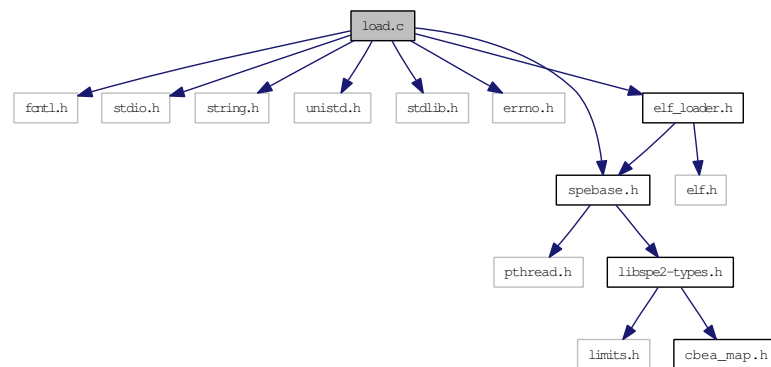 load.c
fcntl.h
stdio.h
string.h
unistd.h
stdlib.h
errno.h
elf_loader.h
spebase.h
elf.h
pthread.h
libspe2-types.h
limits.h
cbea_map.h